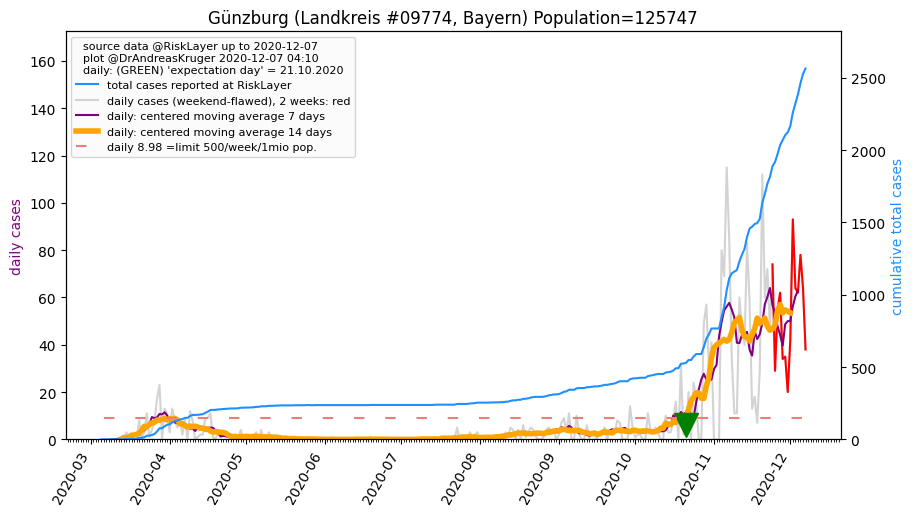 Günzburg (Landkreis #09774, Bayern) Population=125747
source data @RiskLayer up to 2020-12-07
plot @DrAndreasKruger 2020-12-07 04:10
daily: (GREEN) 'expectation day' = 21.10.2020
total cases reported at RiskLayer
daily cases (weekend-flawed), 2 weeks: red
daily: centered moving average 7 days
daily: centered moving average 14 days
daily 8.98 =limit 500/week/1mio pop.
daily cases
160
140
120
100
80
60
40
20
0
2500
2000
1500
1000
500
0
cumulative total cases
2020-03
2020-04
2020-05
2020-06
2020-07
2020-08
2020-09
2020-10
2020-11
2020-12